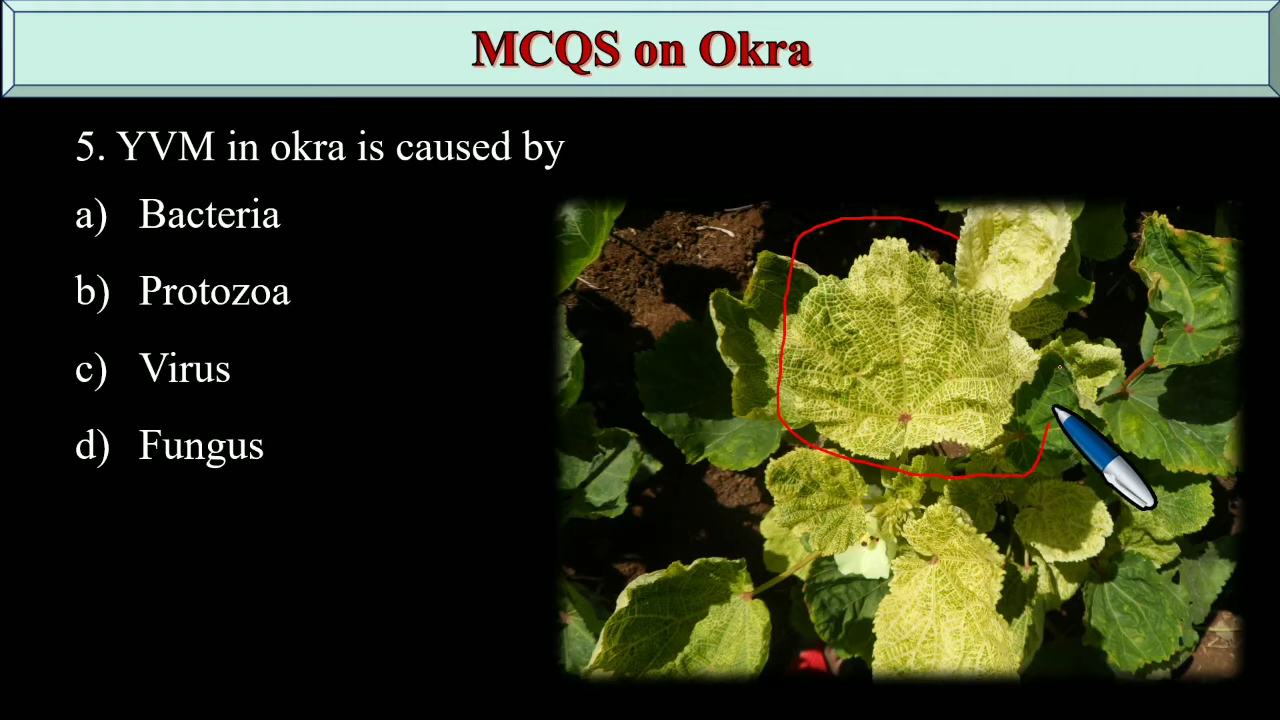 MCQS on Okra
5. YVM in okra is caused by
a) Bacteria
b) Protozoa
c) Virus
d) Fungus